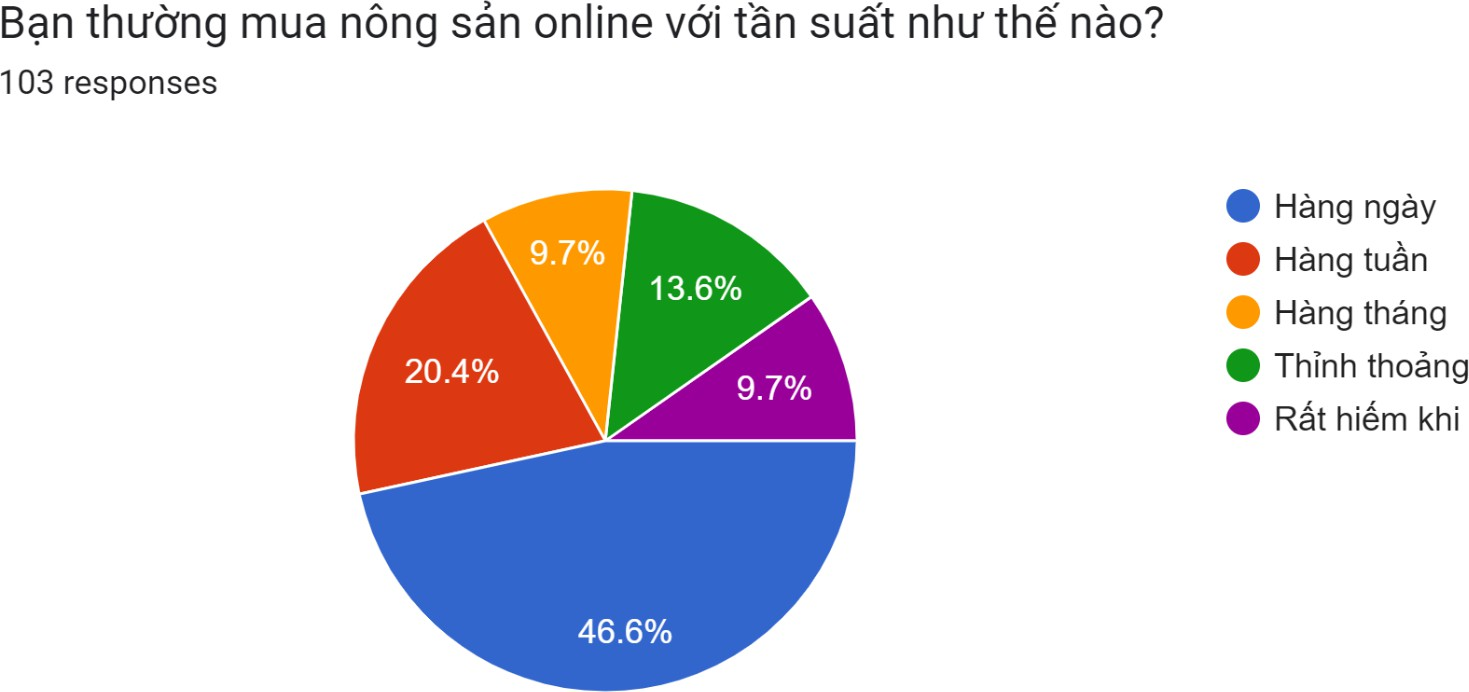 Bạn thường mua nông sản online với tần suất như thế nào?
103 responses
9.7%
13.6%
20.4%
9.7%
46.6%
Hàng ngày
Hàng tuần
Hàng tháng
Thỉnh thoảng
Rất hiếm khi